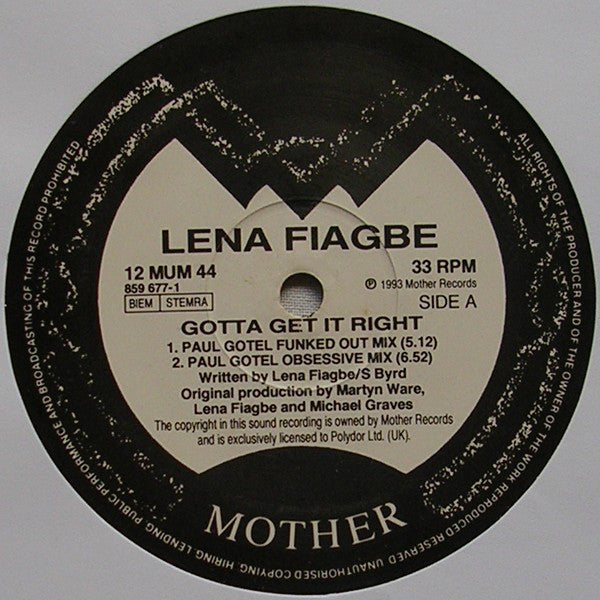 LENA FIAGBE
12 MUM 44
33 RPM
859 677-1
℗ 1993 Mother Records
BIEM STEMRA
SIDE A
GOTTA GET IT RIGHT
1. PAUL GOTEL FUNKED OUT MIX (5.12)
2. PAUL GOTEL OBSESSIVE MIX (6.52)
Written by Lena Fiagbe/S Byrd
Original production by Martyn Ware,
Lena Fiagbe and Michael Graves
The copyright in this sound recording is owned by Mother Records
and is exclusively licensed to Polydor Ltd. (UK).
MOTHER
ALL RIGHTS OF THE PRODUCER AND OF THE OWNER OF THE WORK REPRODUCED RESERVED UNAUTHORISED COPYING, HIRING, LENDING, PUBLIC PERFORMANCE AND BROADCASTING OF THIS RECORD PROHIBITED